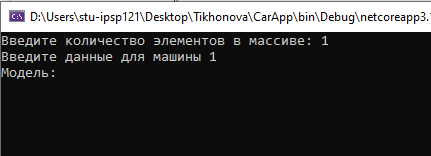 D:\Users\stu-ipsp121\Desktop\Tikhonova\CarApp\bin\Debug\netcoreapp3.
Введите количество элементов в массиве: 1
Введите данные для машины 1
Модель: